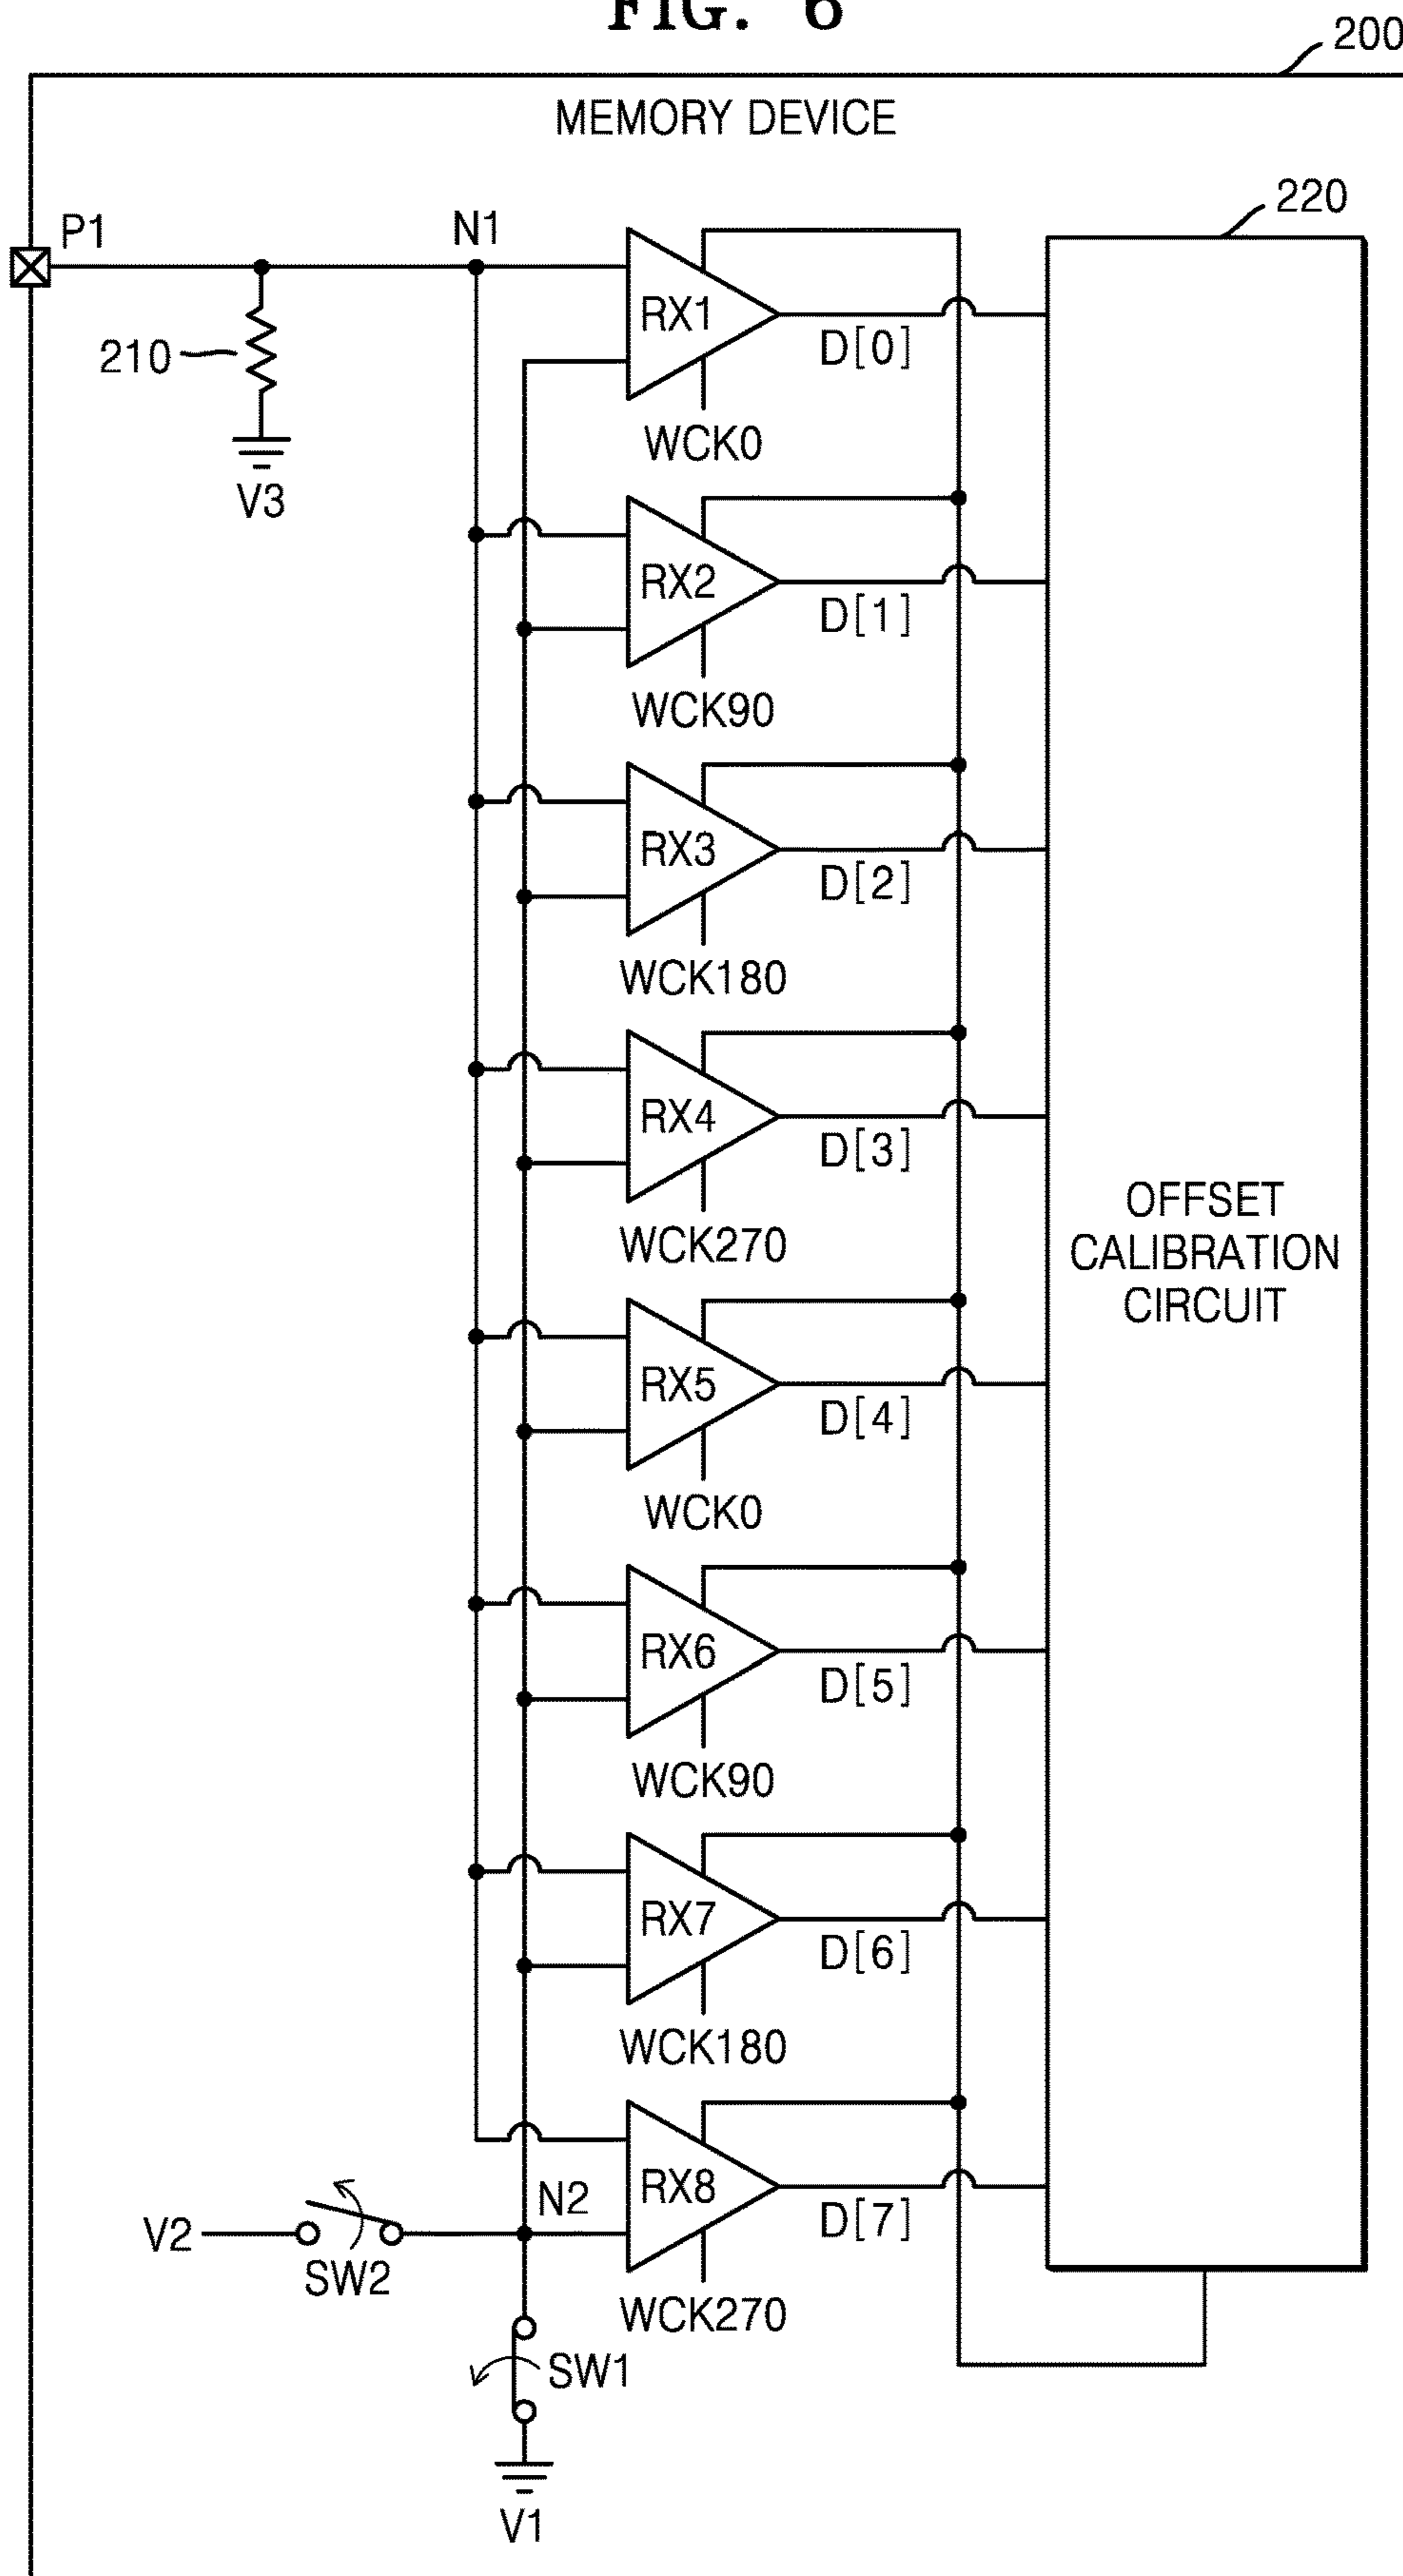 FIG. 6
200
MEMORY DEVICE
220
P1
N1
RX1
D[0]
210
WCK0
V3
RX2
D[1]
WCK90
RX3
D[2]
WCK180
RX4
D[3]
WCK270
OFFSET
CALIBRATION
CIRCUIT
RX5
D[4]
WCK0
RX6
D[5]
WCK90
RX7
D[6]
WCK180
RX8
N2
D[7]
V2
SW2
WCK270
SW1
V1